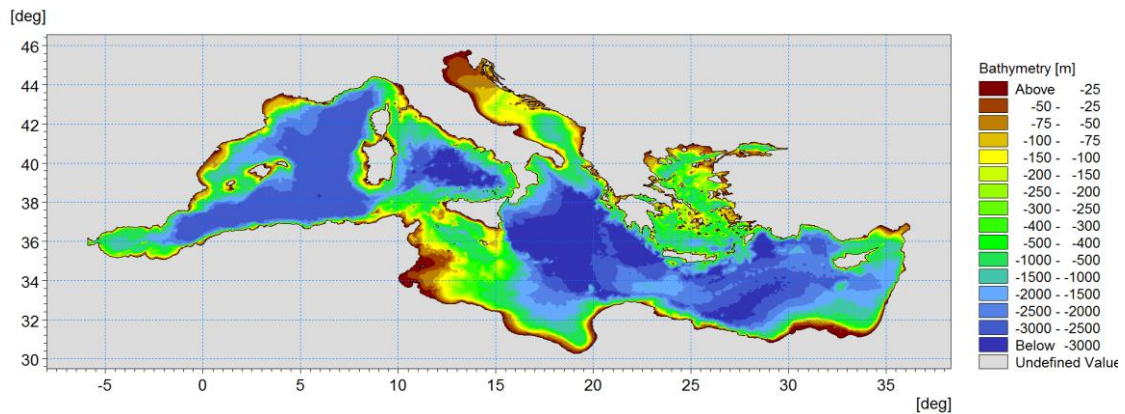 [deg]
46
44
42
40
38
36
34
32
30
-5
0
5
10
15
20
25
30
35
[deg]
Bathymetry [m]
Above -25
-50 - -25
-75 - -50
-100 - -75
-150 - -100
-200 - -150
-250 - -200
-300 - -250
-400 - -300
-500 - -400
-1000 - -500
-1500 - -1000
-2000 - -1500
-2500 - -2000
-3000 - -2500
Below -3000
Undefined Value